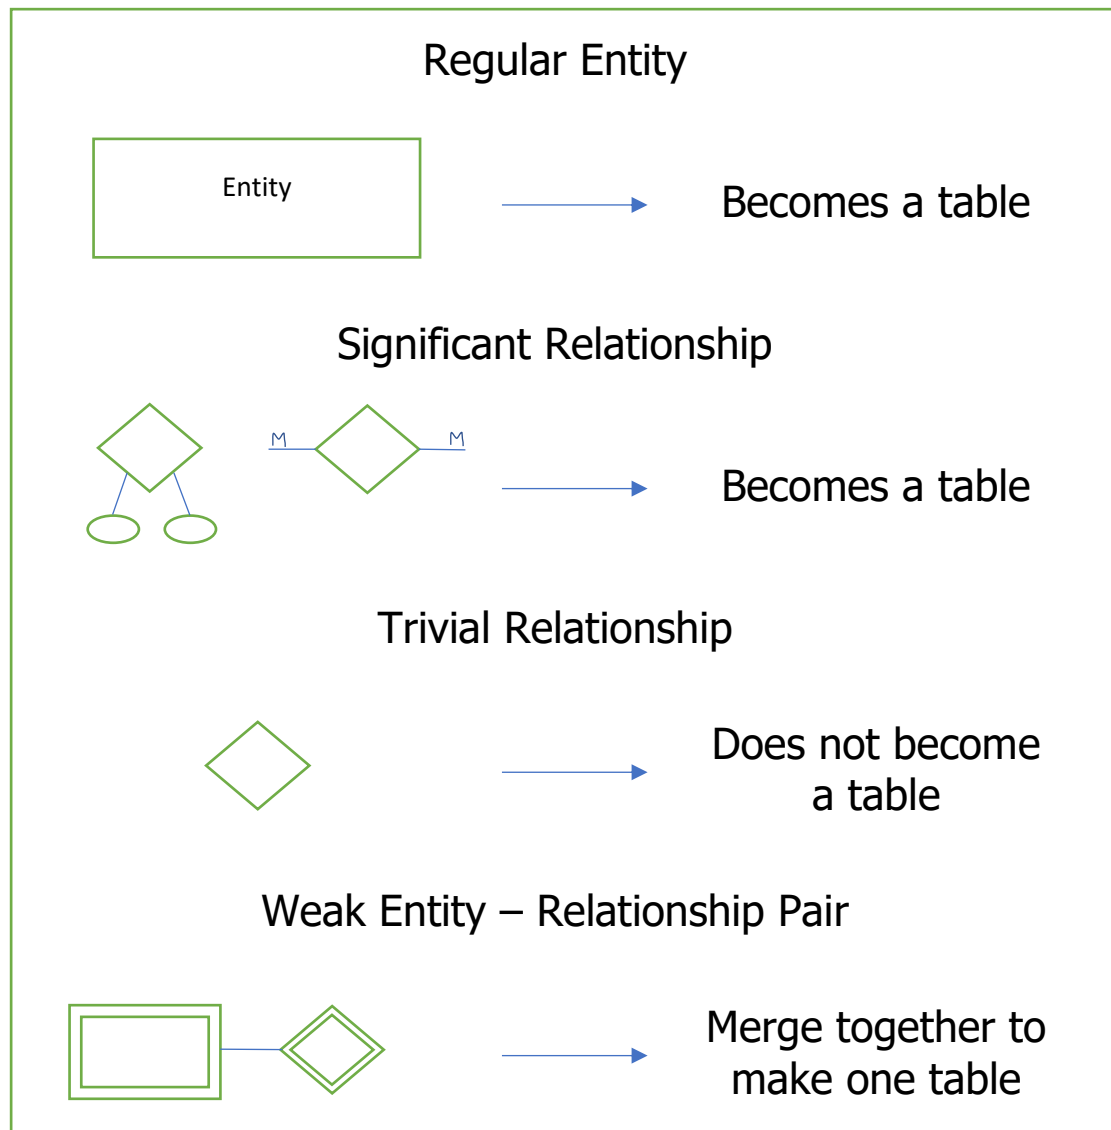 Regular Entity
Entity
Becomes a table
Significant Relationship
M M
Becomes a table
Trivial Relationship
Does not become
a table
Weak Entity – Relationship Pair
Merge together to
make one table